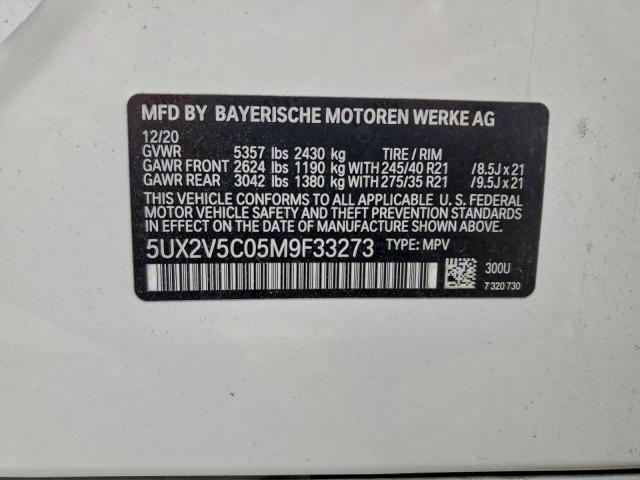 MFD BY BAYERISCHE MOTOREN WERKE AG
12/20
GVWR 5357 lbs 2430 kg TIRE / RIM
GAWR FRONT 2624 lbs 1190 kg WITH 245/40 R21 /8.5J x 21
GAWR REAR 3042 lbs 1380 kg WITH 275/35 R21 /9.5J x 21
THIS VEHICLE CONFORMS TO ALL APPLICABLE U. S. FEDERAL
MOTOR VEHICLE SAFETY AND THEFT PREVENTION STANDARDS
IN EFFECT ON THE DATE OF MANUFACTURE SHOWN ABOVE.
5UX2V5C05M9F33273 TYPE: MPV
300U
7 320 730